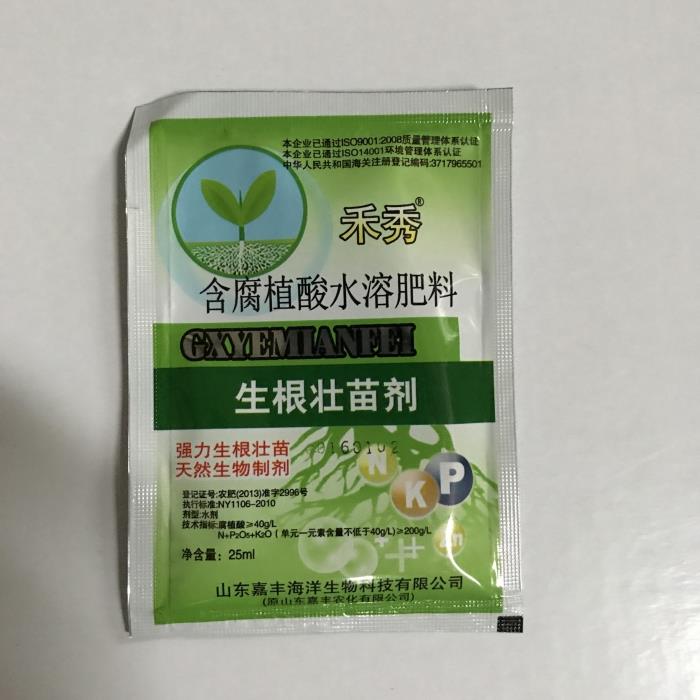 本企业已通过ISO9001:2008质量管理体系认证
本企业已通过ISO14001环境管理体系认证
中华人民共和国海关注册登记编码:3717965501
禾秀®
含腐植酸水溶肥料
GXYEMIANFEI
生根壮苗剂
强力生根壮苗
天然生物制剂
20160102
N
K
P
Zn
登记证号:农肥(2013)准字2996号
执行标准:NY1106-2010
剂型:水剂
技术指标:腐植酸≥40g/L
N+P₂O₅+K₂O(单元一元素含量不低于40g/L)≥200g/L
净含量：25ml
山东嘉丰海洋生物科技有限公司
(原山东嘉丰农化有限公司)